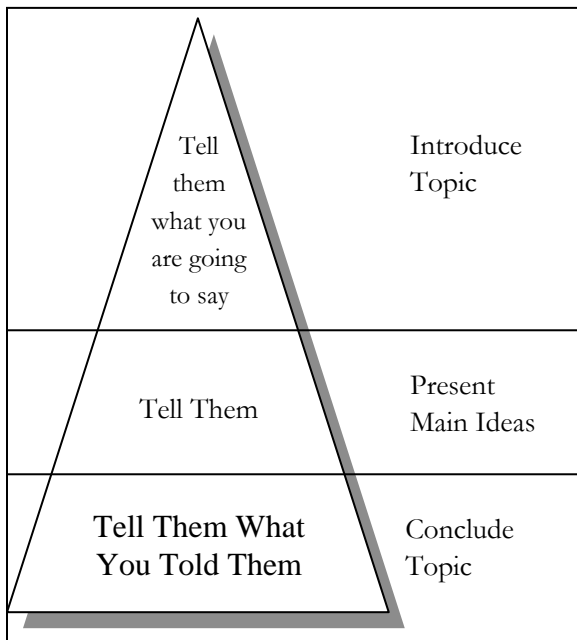 Tell
them
what you
are going
to say
Introduce
Topic
Tell Them
Present
Main Ideas
Tell Them What
You Told Them
Conclude
Topic